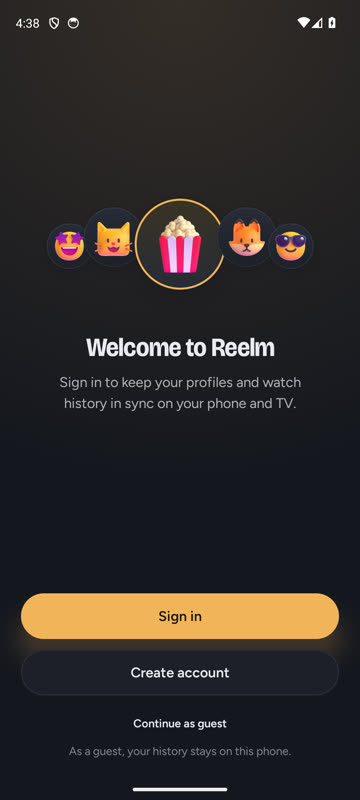 4:38
Welcome to Reelm
Sign in to keep your profiles and watch
history in sync on your phone and TV.
Sign in
Create account
Continue as guest
As a guest, your history stays on this phone.